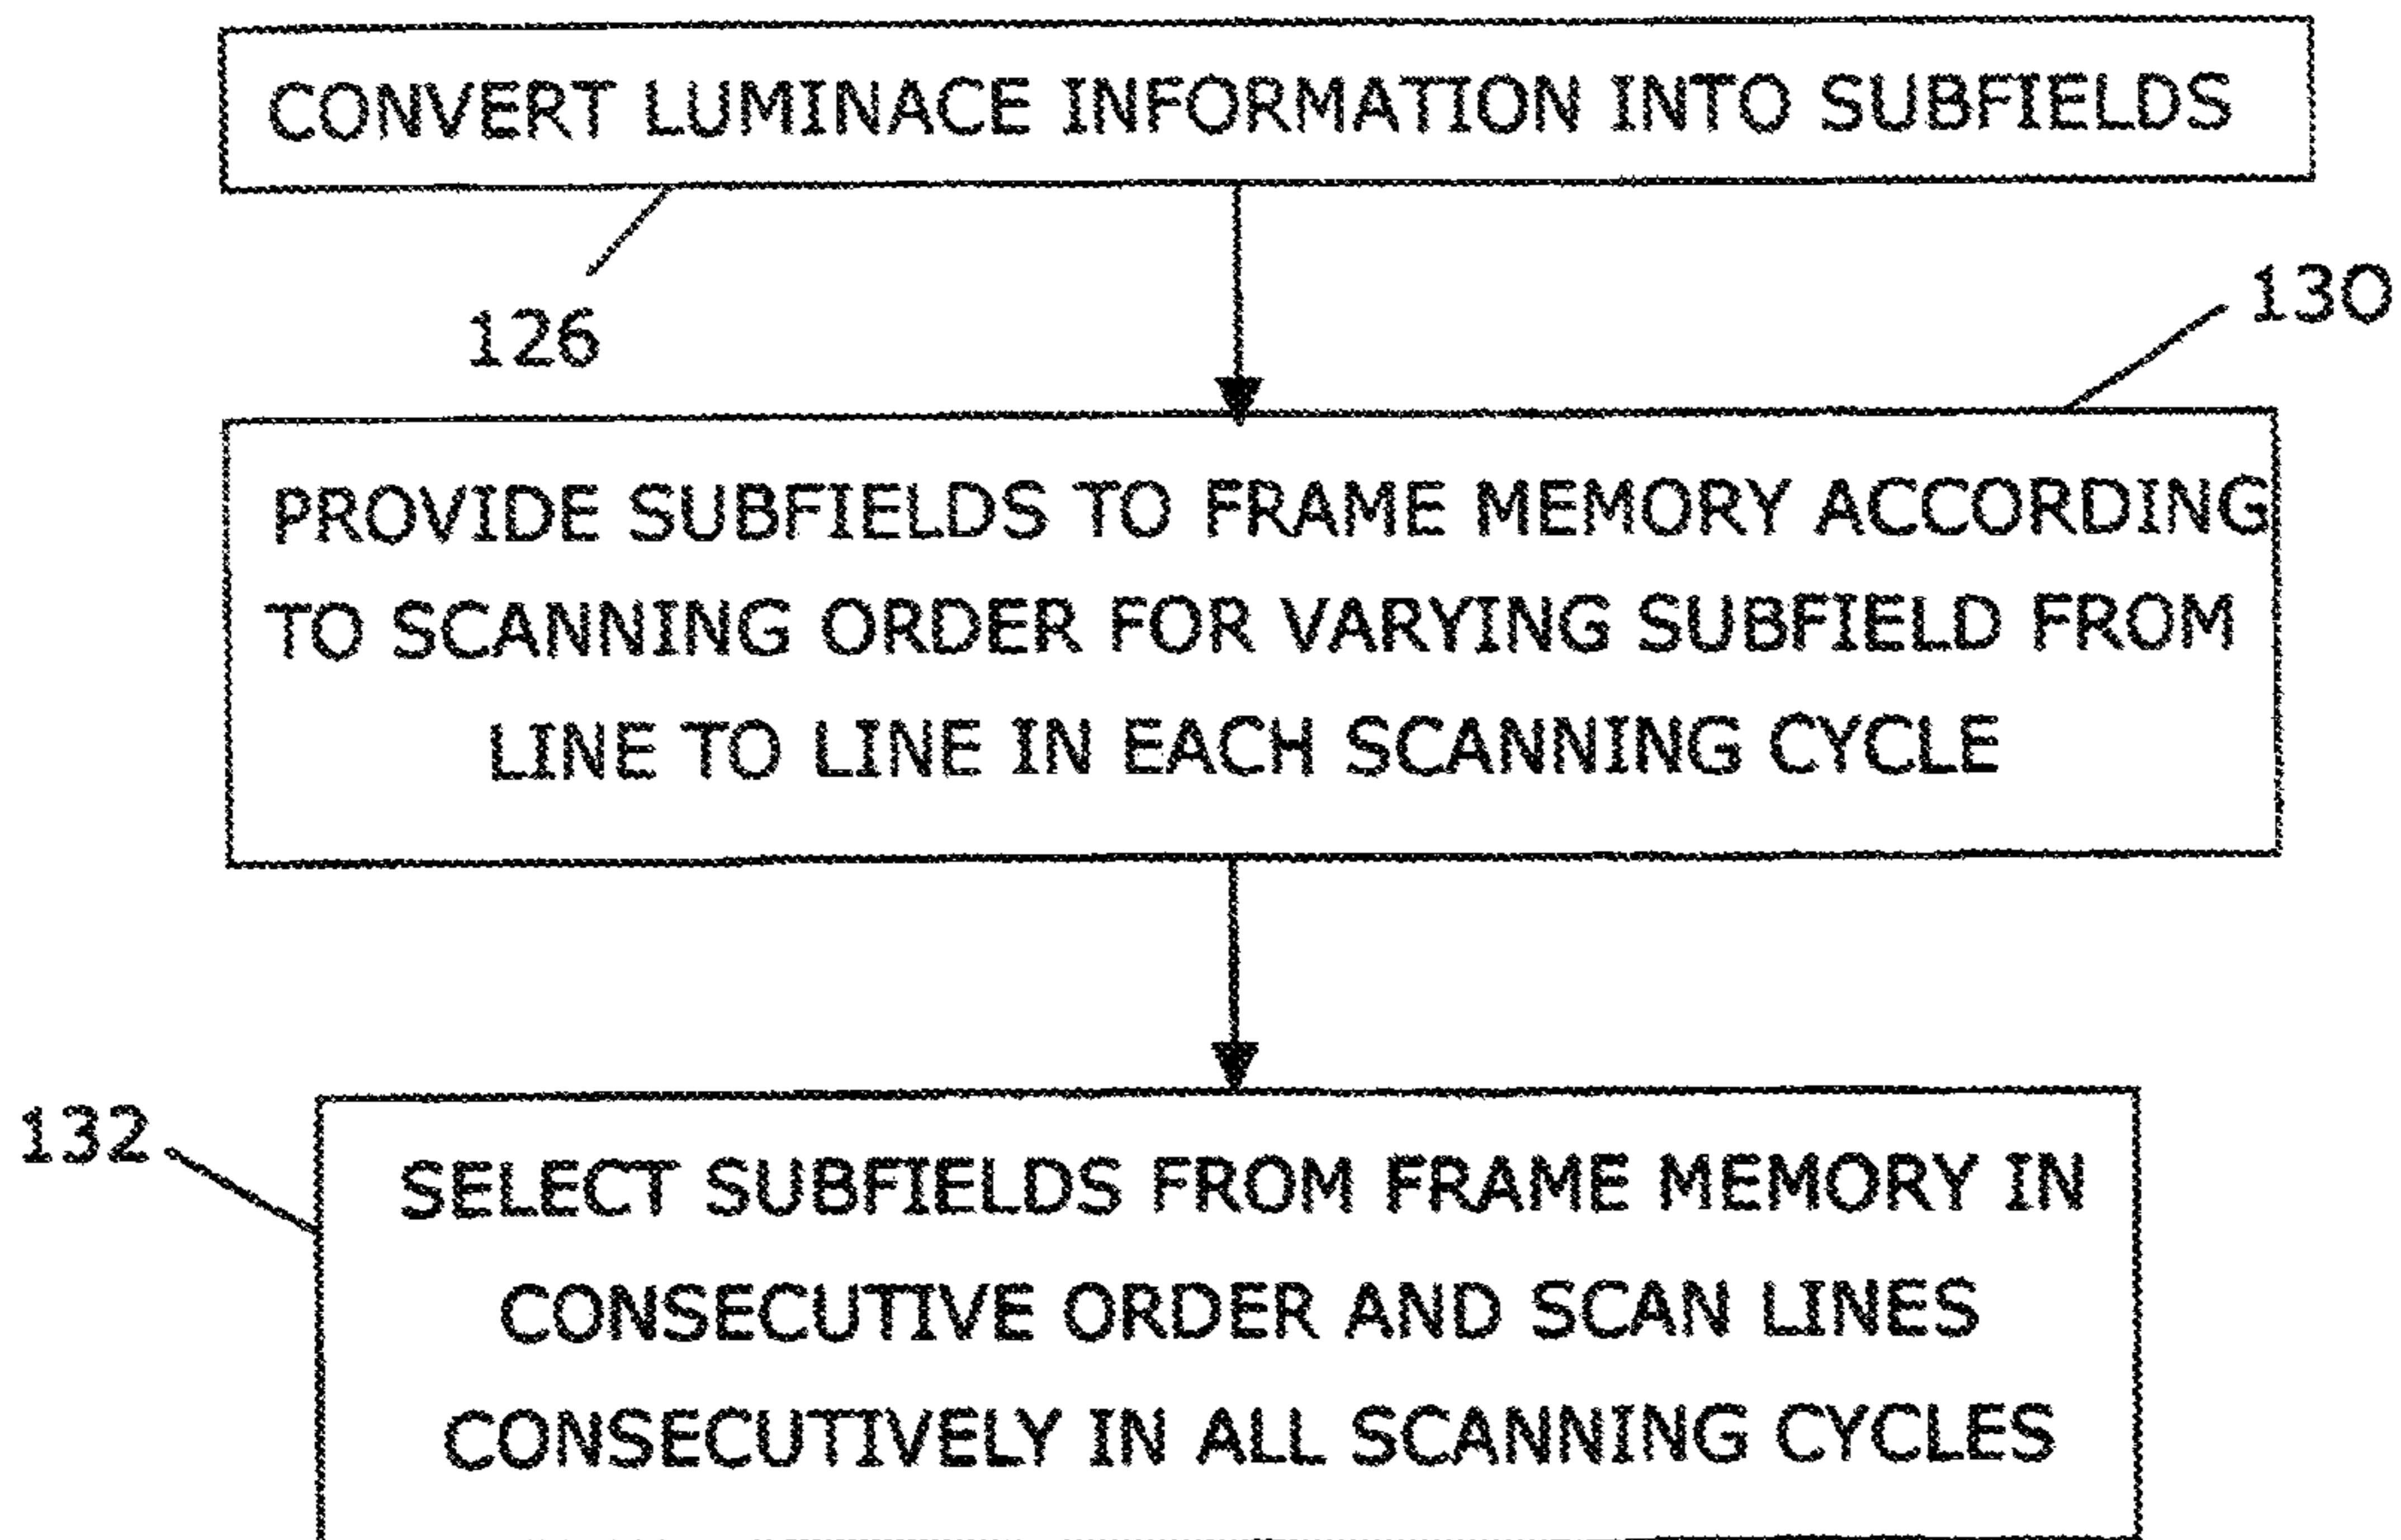 CONVERT LUMINACE INFORMATION INTO SUBFIELDS
126
130
PROVIDE SUBFIELDS TO FRAME MEMORY ACCORDING
TO SCANNING ORDER FOR VARYING SUBFIELD FROM
LINE TO LINE IN EACH SCANNING CYCLE
132
SELECT SUBFIELDS FROM FRAME MEMORY IN
CONSECUTIVE ORDER AND SCAN LINES
CONSECUTIVELY IN ALL SCANNING CYCLES